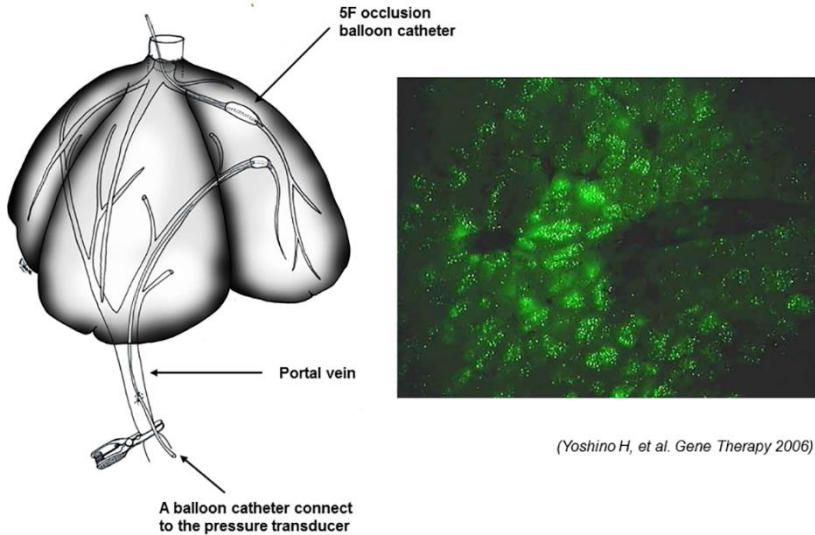 5F occlusion
balloon catheter
Portal vein
(Yoshino H, et al. Gene Therapy 2006)
A balloon catheter connect
to the pressure transducer